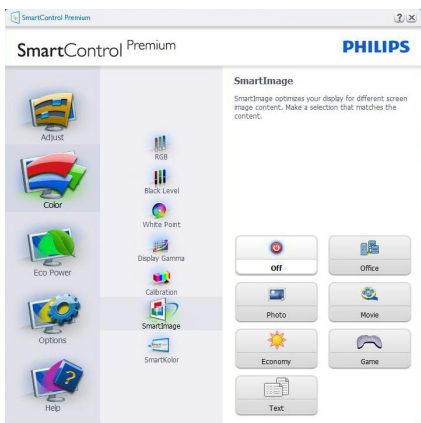 SmartControl Premium
SmartControl Premium
PHILIPS
Adjust
Color
Eco Power
Options
Help
RGB
Black Level
White Point
Display Gamma
Calibration
SmartImage
SmartKolor
SmartImage
SmartImage optimizes your display for different screen
image content. Make a selection that matches the
content.
Off
Office
Photo
Movie
Economy
Game
Text